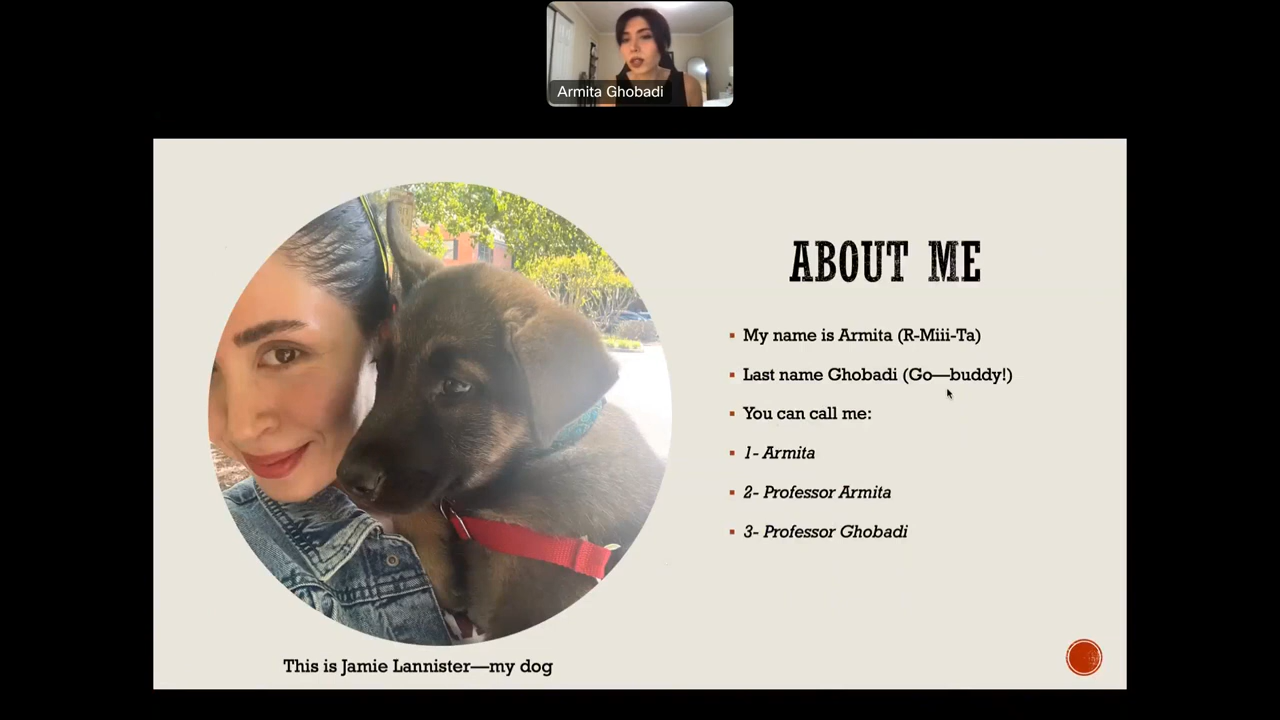 Armita Ghobadi
ABOUT ME
▪ My name is Armita (R-Miii-Ta)
▪ Last name Ghobadi (Go—buddy!)
▪ You can call me:
▪ 1- Armita
▪ 2- Professor Armita
▪ 3- Professor Ghobadi
This is Jamie Lannister—my dog